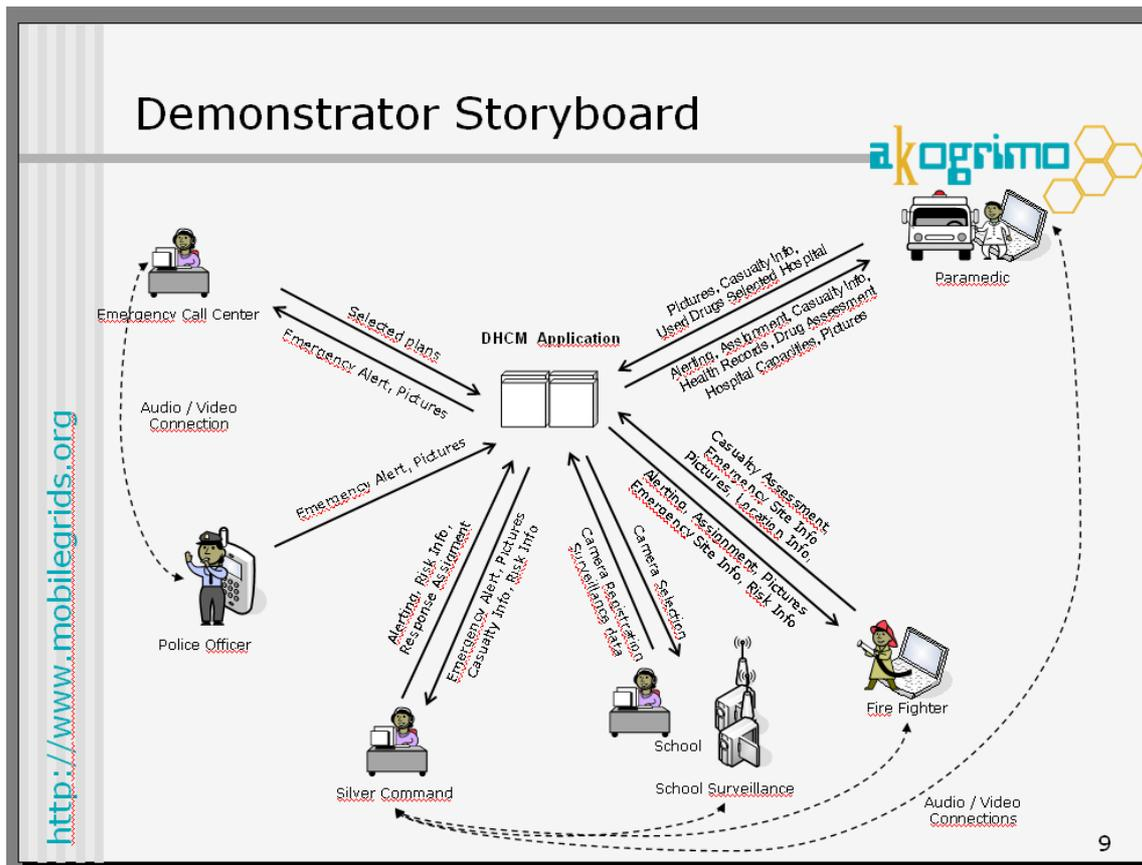 Demonstrator Storyboard
akogrimo
Emergency Call Center
Selected plans
Emergency Alert, Pictures
DHCM Application
Pictures, Casualty Info,
Used Drugs Selected Hospital
Alerting, Assignment, Casualty Info,
Health Records, Drug Assessment
Hospital Capacities, Pictures
Paramedic
Audio / Video
Connection
Emergency Alert, Pictures
Police Officer
Alerting, Risk Info,
Response Assignment
Emergency Alert, Pictures
Casualty Info, Risk Info
Camera Registration
Surveillance data
Camera Selection
Casualty Assessment,
Emergency Site Info
Pictures, Location Info,
Alerting, Assignment, Pictures
Emergency Site Info, Risk Info
Fire Fighter
School
School Surveillance
Silver Command
Audio / Video
Connections
http://www.mobilegrids.org
9